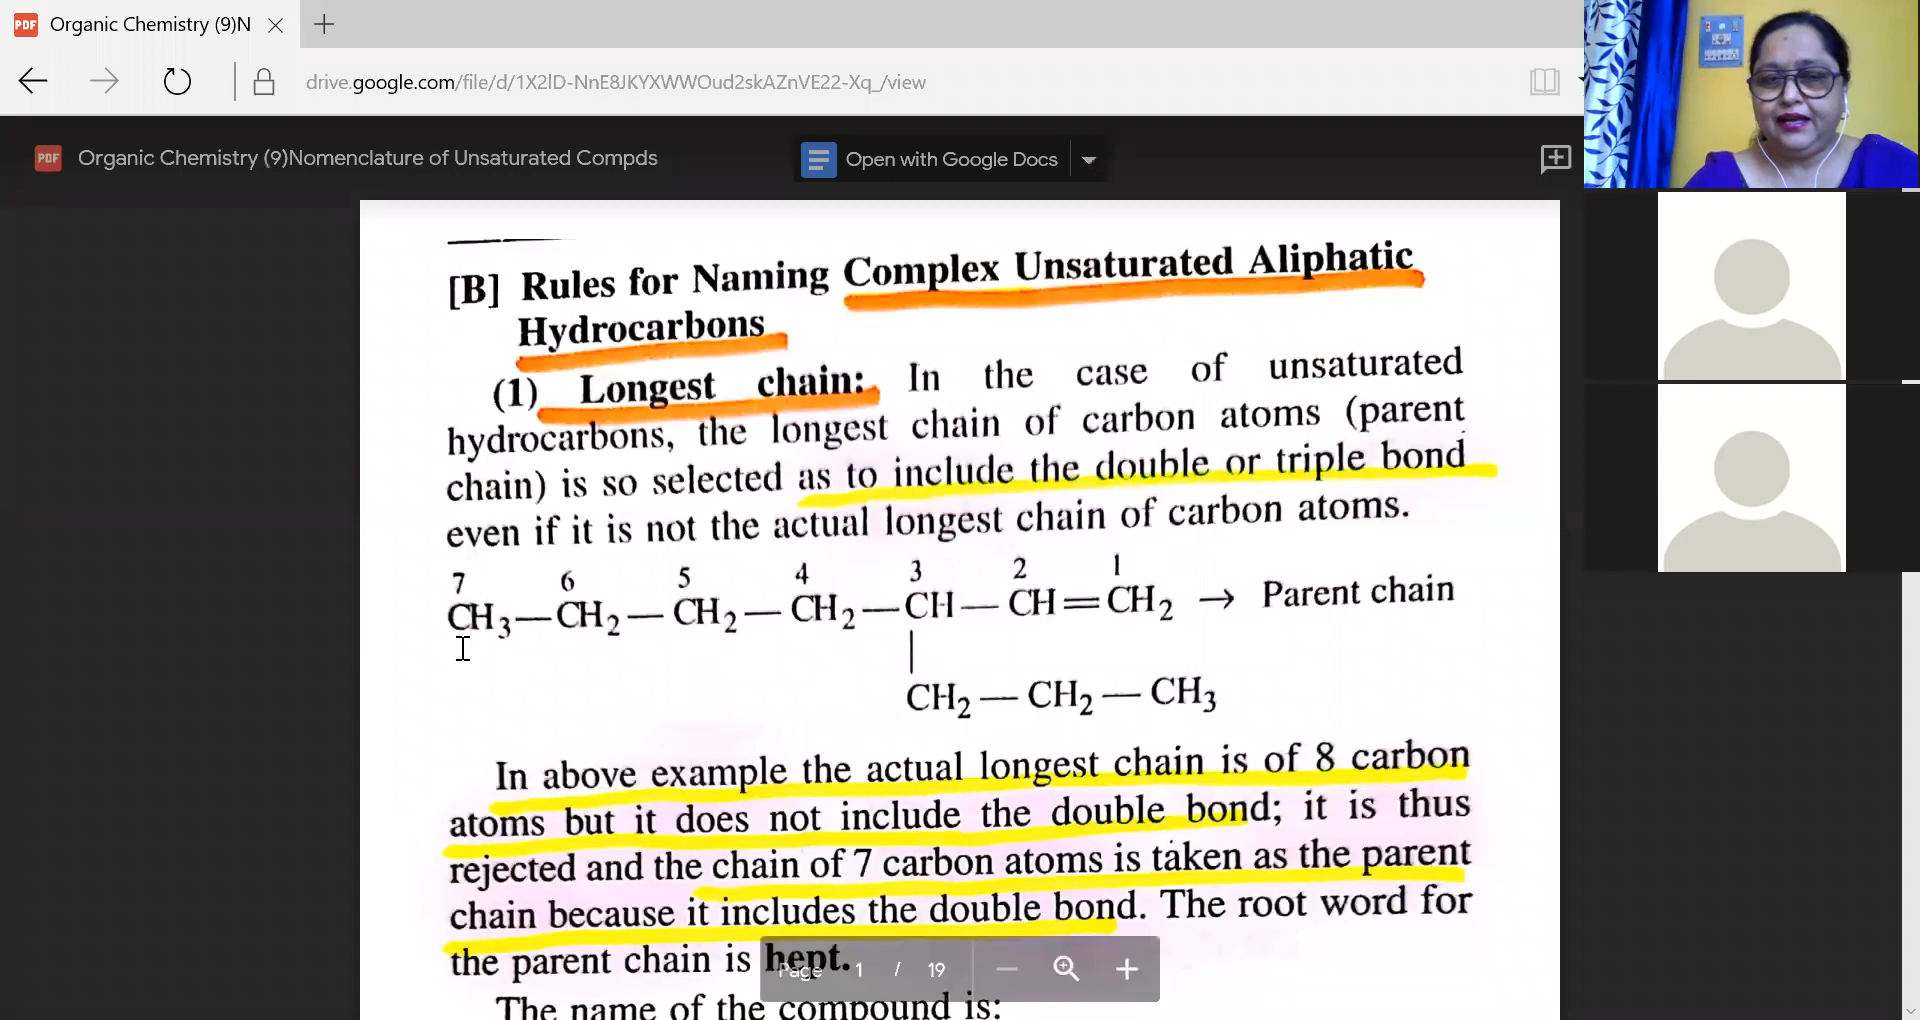 Organic Chemistry (9)N
drive.google.com/file/d/1X2lD-NnE8JKYXWWOud2skAZnVE22-Xq_/view
PDF Organic Chemistry (9)Nomenclature of Unsaturated Compds
Open with Google Docs
[B] Rules for Naming Complex Unsaturated Aliphatic
Hydrocarbons
(1) Longest chain: In the case of unsaturated
hydrocarbons, the longest chain of carbon atoms (parent
chain) is so selected as to include the double or triple bond
even if it is not the actual longest chain of carbon atoms.
7 6 5 4 3 2 1
CH₃—CH₂—CH₂—CH₂—CH—CH=CH₂ → Parent chain
|
CH₂—CH₂—CH₃
In above example the actual longest chain is of 8 carbon
atoms but it does not include the double bond; it is thus
rejected and the chain of 7 carbon atoms is taken as the parent
chain because it includes the double bond. The root word for
the parent chain is hept.
Page 1 / 19
The name of the compound is: